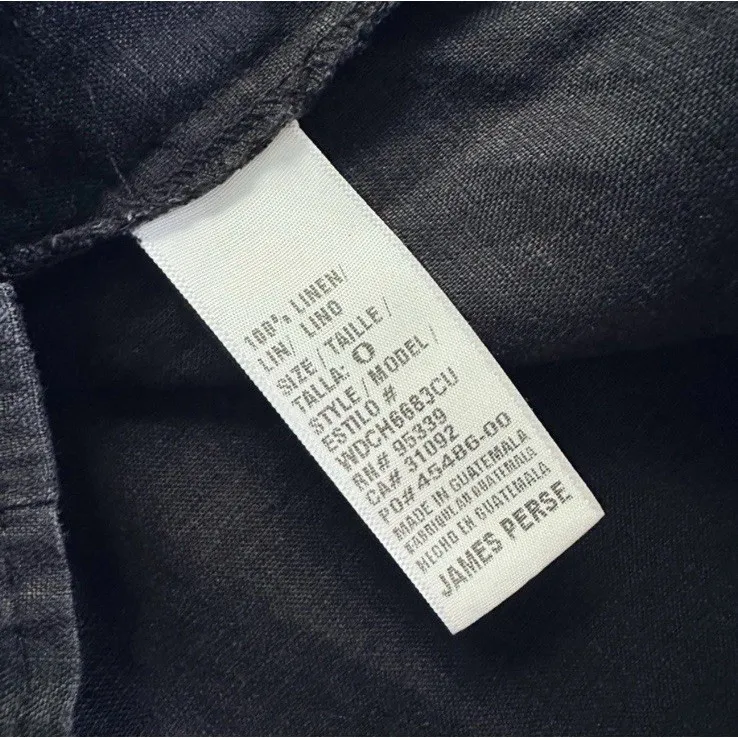 100% LINEN/
LIN/ LINO
SIZE/TAILLE/
TALLA: 0
STYLE/MODEL/
ESTILO #
WDCH6683CU
RN# 95339
CA# 31092
PO# 45486-00
MADE IN GUATEMALA
FABRIQUÉ AU GUATEMALA
HECHO EN GUATEMALA
JAMES PERSE